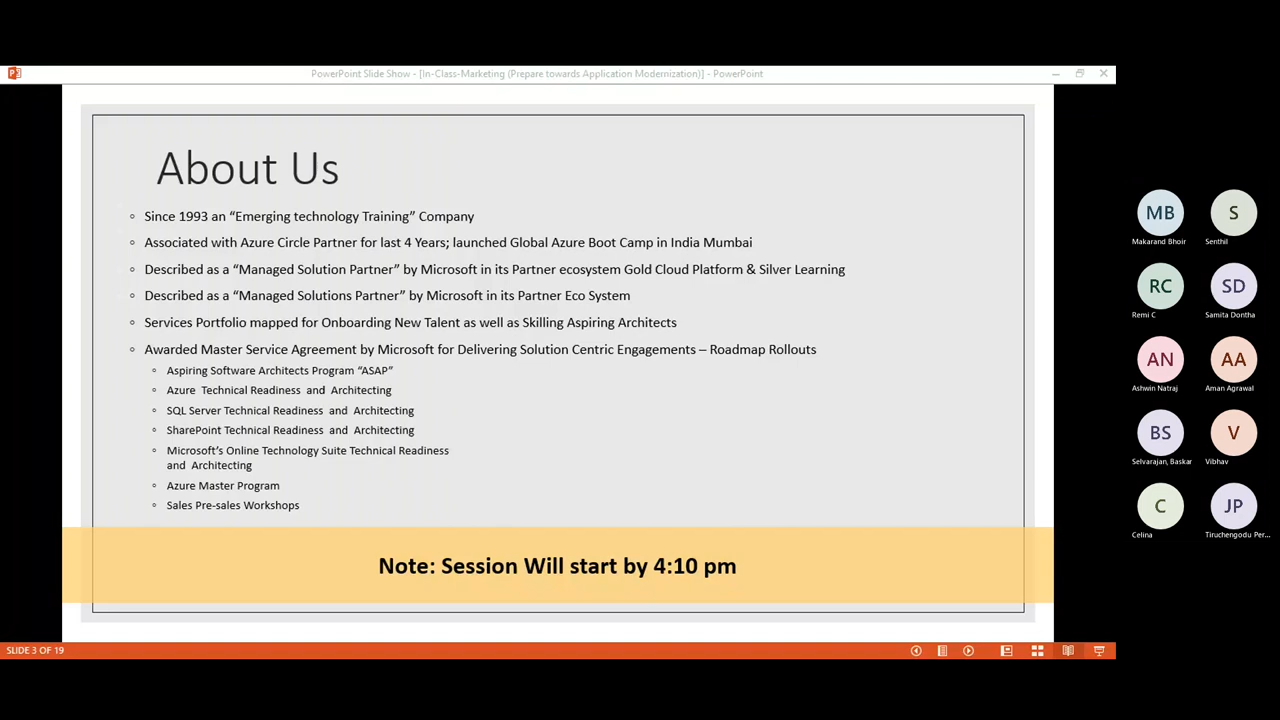 PowerPoint Slide Show - [In-Class-Marketing (Prepare towards Application Modernization)] - PowerPoint
About Us
Since 1993 an “Emerging technology Training” Company
Associated with Azure Circle Partner for last 4 Years; launched Global Azure Boot Camp in India Mumbai
Described as a “Managed Solution Partner” by Microsoft in its Partner ecosystem Gold Cloud Platform & Silver Learning
Described as a “Managed Solutions Partner” by Microsoft in its Partner Eco System
Services Portfolio mapped for Onboarding New Talent as well as Skilling Aspiring Architects
Awarded Master Service Agreement by Microsoft for Delivering Solution Centric Engagements – Roadmap Rollouts
Aspiring Software Architects Program “ASAP”
Azure Technical Readiness and Architecting
SQL Server Technical Readiness and Architecting
SharePoint Technical Readiness and Architecting
Microsoft’s Online Technology Suite Technical Readiness
and Architecting
Azure Master Program
Sales Pre-sales Workshops
Note: Session Will start by 4:10 pm
SLIDE 3 OF 19
MB S
Makarand Bhoir Senthil
RC SD
Remi C Samita Dontha
AN AA
Ashwin Natraj Aman Agrawal
BS V
Selvarajan, Baskar Vibhav
C JP
Celina Tiruchengodu Per...